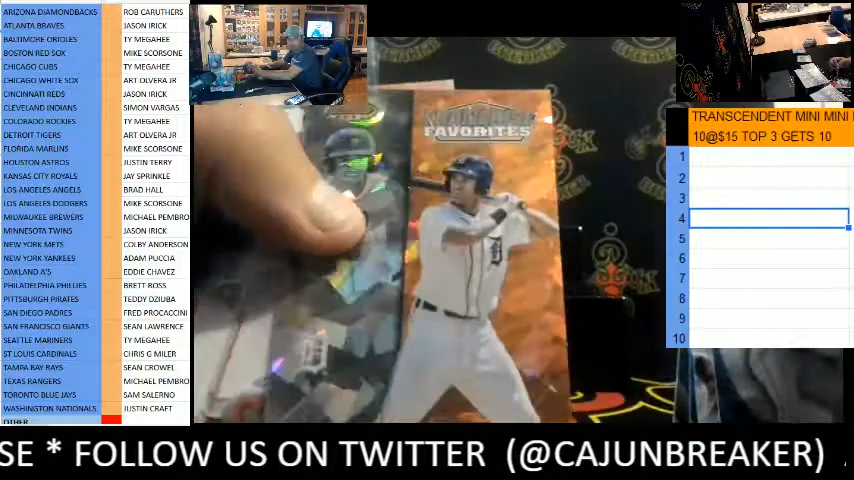 ARIZONA DIAMONDBACKS ROB CARUTHERS
ATLANTA BRAVES JASON IRICK
BALTIMORE ORIOLES TY MEGAHEE
BOSTON RED SOX MIKE SCORSONE
CHICAGO CUBS TY MEGAHEE
CHICAGO WHITE SOX ART OLVERA JR
CINCINNATI REDS JASON IRICK
CLEVELAND INDIANS SIMON VARGAS
COLORADO ROCKIES TY MEGAHEE
DETROIT TIGERS ART OLVERA JR
FLORIDA MARLINS MIKE SCORSONE
HOUSTON ASTROS JUSTIN TERRY
KANSAS CITY ROYALS JAY SPRINKLE
LOS ANGELES ANGELS BRAD HALL
LOS ANGELES DODGERS MIKE SCORSONE
MILWAUKEE BREWERS MICHAEL PEMBRO
MINNESOTA TWINS JASON IRICK
NEW YORK METS COLBY ANDERSON
NEW YORK YANKEES ADAM PUCCIA
OAKLAND A'S EDDIE CHAVEZ
PHILADELPHIA PHILLIES BRETT ROSS
PITTSBURGH PIRATES TEDDY DZIUBA
SAN DIEGO PADRES FRED PROCACCINI
SAN FRANCISCO GIANTS SEAN LAWRENCE
SEATTLE MARINERS TY MEGAHEE
ST LOUIS CARDINALS CHRIS G MILER
TAMPA BAY RAYS SEAN CROWEL
TEXAS RANGERS MICHAEL PEMBRO
TORONTO BLUE JAYS SAM SALERNO
WASHINGTON NATIONALS JUSTIN CRAFT
OTHER
FAVORITES
D
TRANSCENDENT MINI MINI
10@$15 TOP 3 GETS 10
1
2
3
4
5
6
7
8
9
10
SE * FOLLOW US ON TWITTER (@CAJUNBREAKER)